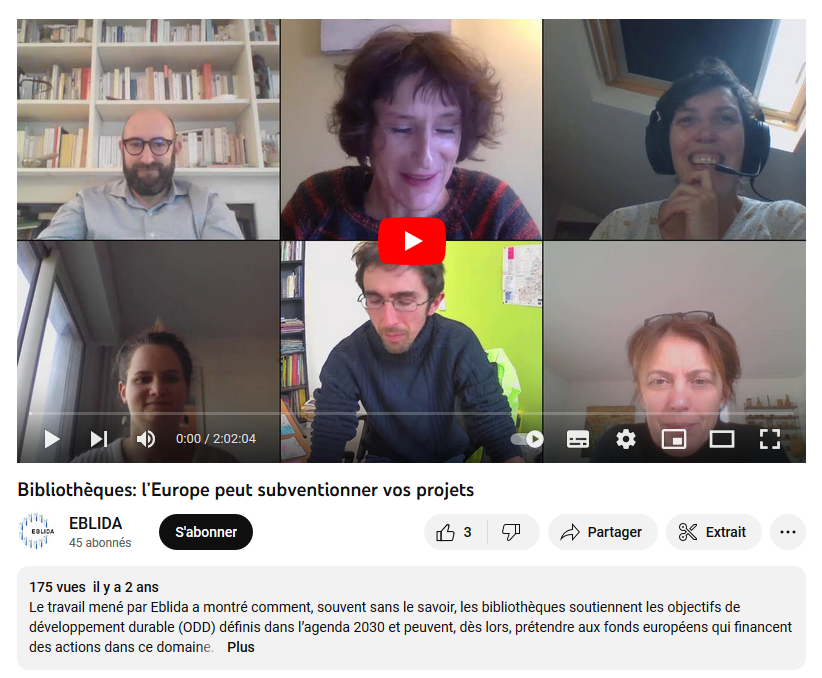 0:00 / 2:02:04
Bibliothèques: l’Europe peut subventionner vos projets
EBLIDA
EBLIDA
45 abonnés
S'abonner
3
Partager
Extrait
175 vues il y a 2 ans
Le travail mené par Eblida a montré comment, souvent sans le savoir, les bibliothèques soutiennent les objectifs de
développement durable (ODD) définis dans l’agenda 2030 et peuvent, dès lors, prétendre aux fonds européens qui financent
des actions dans ce domaine. Plus